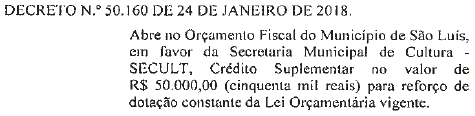 DECRETO N.º 50.160 DE 24 DE JANEIRO DE 2018.
Abre no Orçamento Fiscal do Município de São Luís,
em favor da Secretaria Municipal de Cultura -
SECULT, Crédito Suplementar no valor de
R$ 50.000,00 (cinquenta mil reais) para reforço de
dotação constante da Lei Orçamentária vigente.